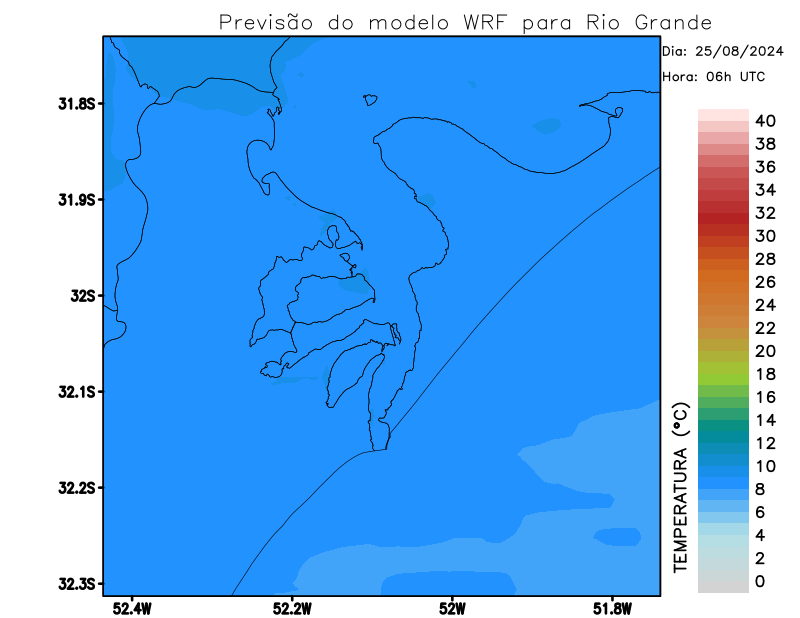 Previsão do modelo WRF para Rio Grande
Dia: 25/08/2024
Hora: 06h UTC
31.8S
31.9S
32S
32.1S
32.2S
32.3S
52.4W
52.2W
52W
51.8W
TEMPERATURA (°C)
40
38
36
34
32
30
28
26
24
22
20
18
16
14
12
10
8
6
4
2
0